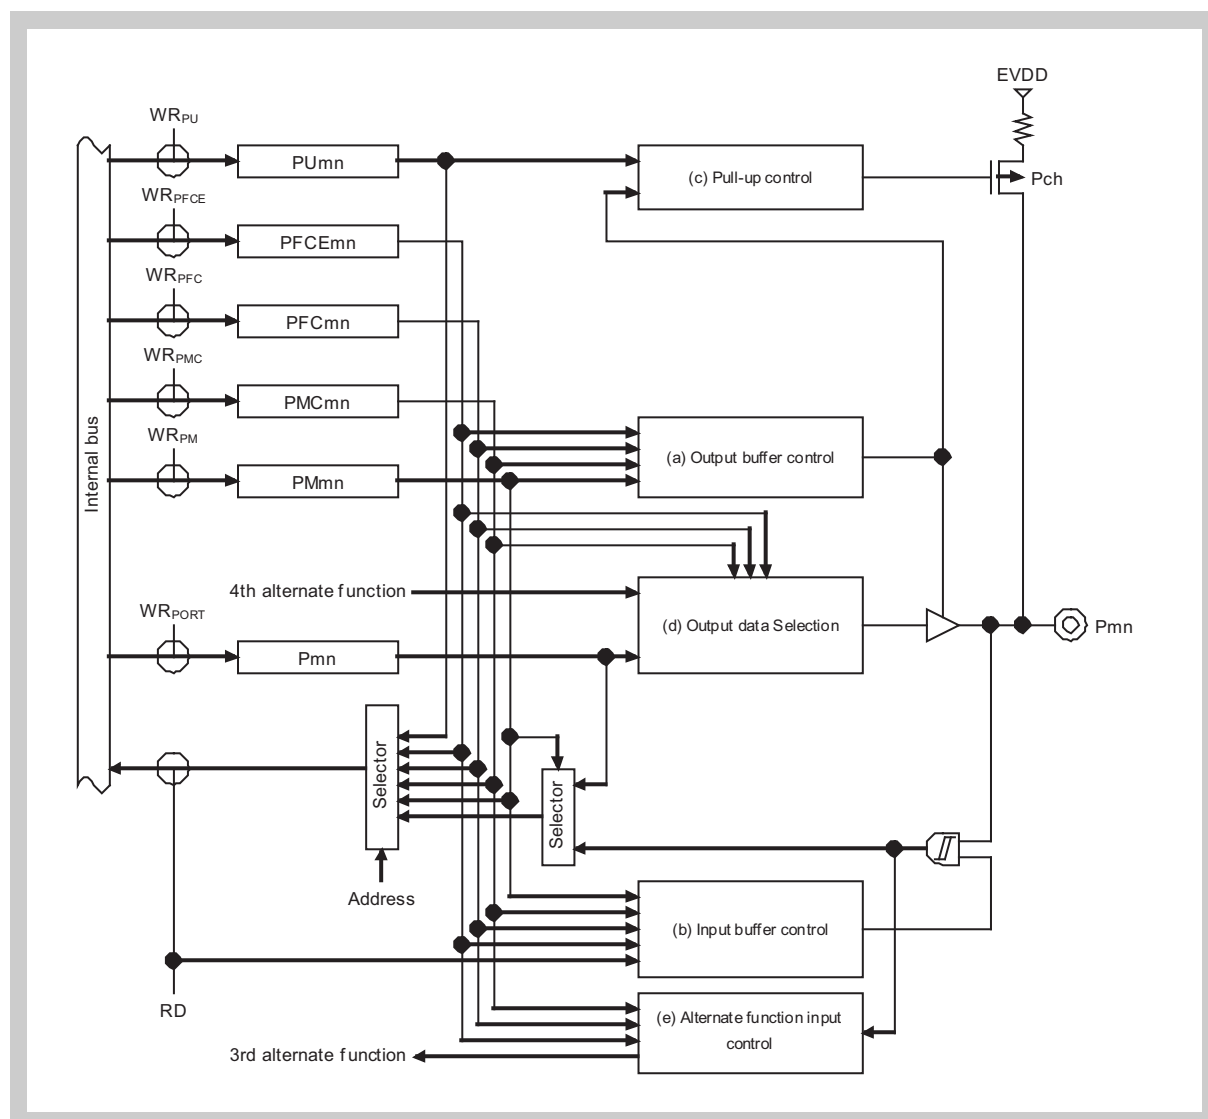 EVDD
WRPU
PUmn
(c) Pull-up control
Pch
WRPFCE
PFCEmn
WRPFC
PFCmn
WRPMC
PMCmn
Internal bus
WRPM
PMmn
(a) Output buffer control
4th alternate function
WRPORT
Pmn
(d) Output data Selection
Pmn
Selector
Selector
Address
(b) Input buffer control
RD
(e) Alternate function input
control
3rd alternate function